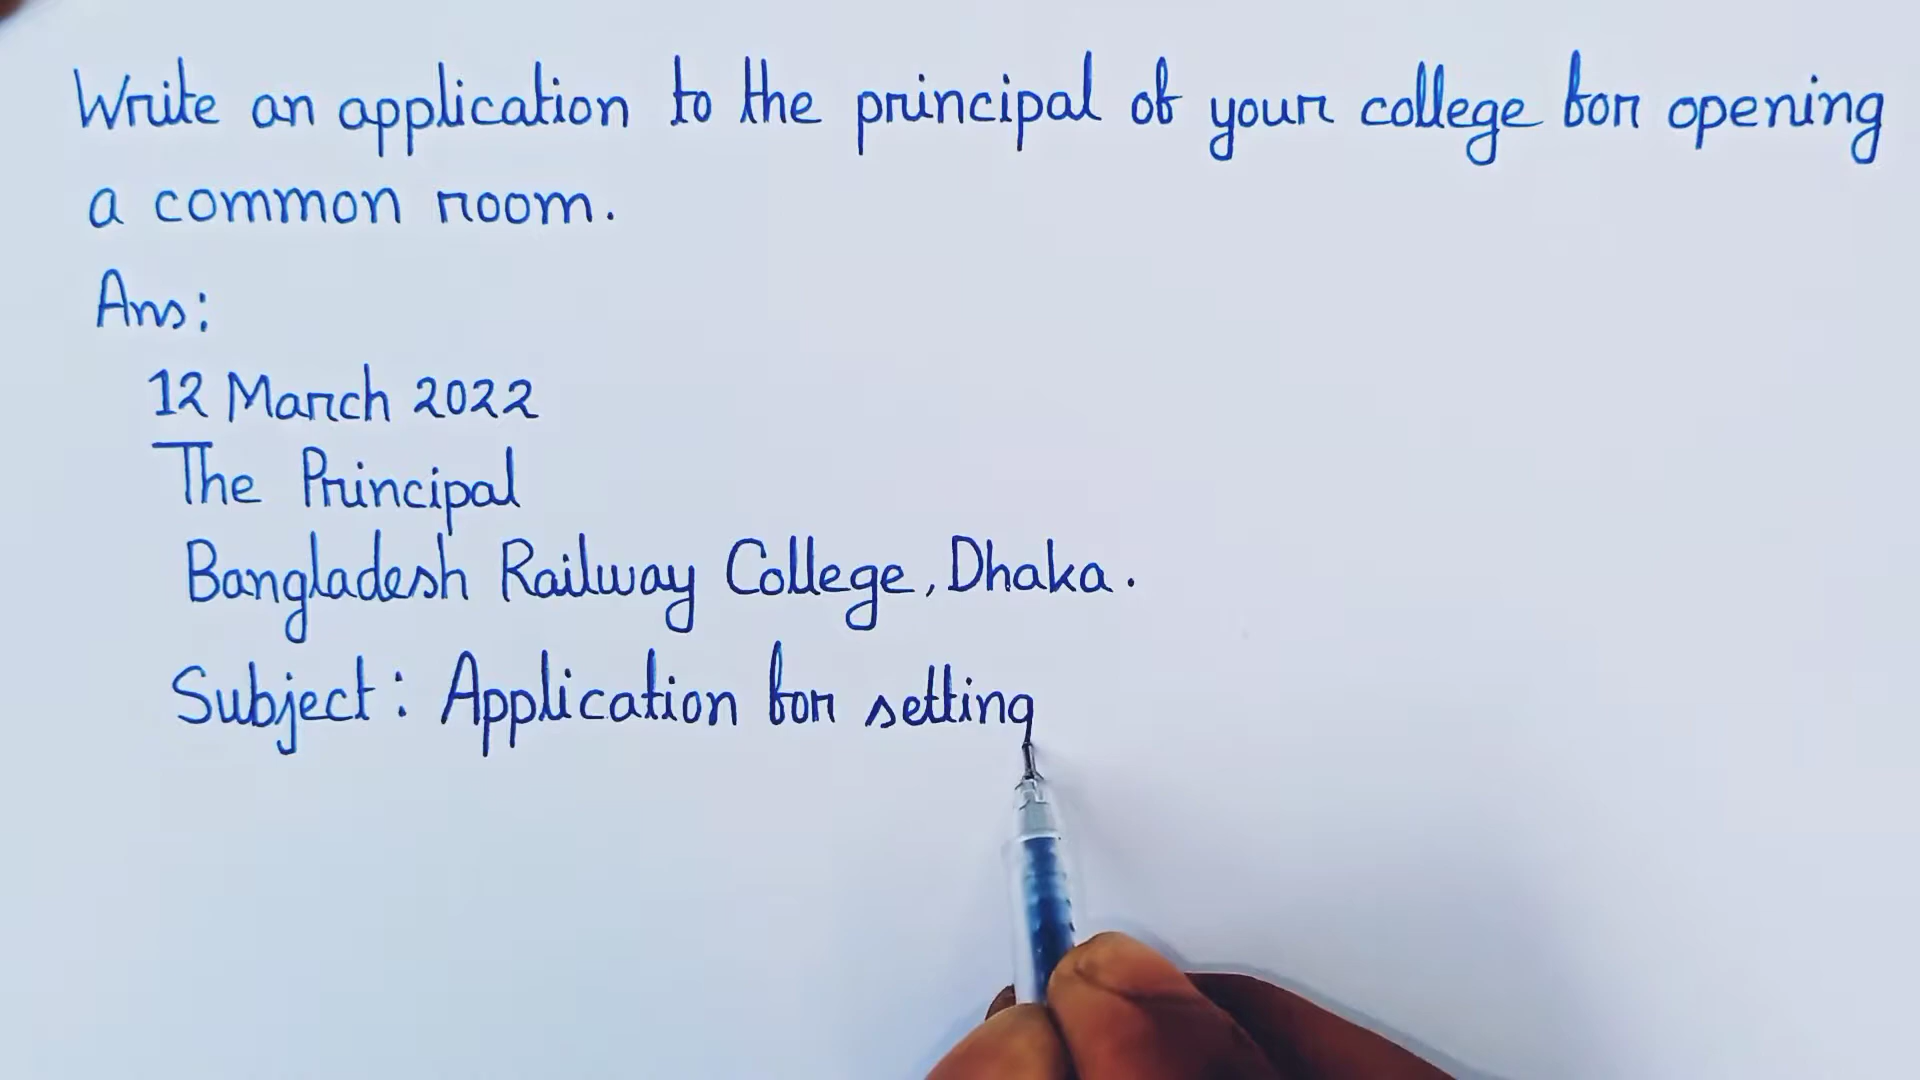 Write an application to the principal of your college for opening
a common room.
Ans:
12 March 2022
The Principal
Bangladesh Railway College, Dhaka.
Subject: Application for setting